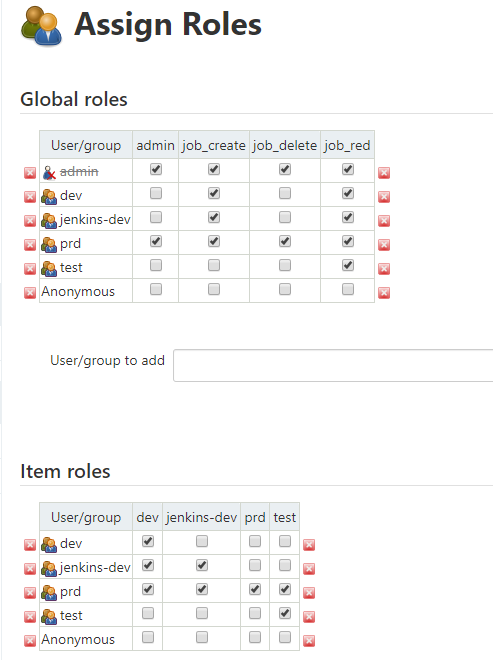 Assign Roles
Global roles
User/group admin job_create job_delete job_red
admin
dev
jenkins-dev
prd
test
Anonymous
User/group to add
Item roles
User/group dev jenkins-dev prd test
dev
jenkins-dev
prd
test
Anonymous